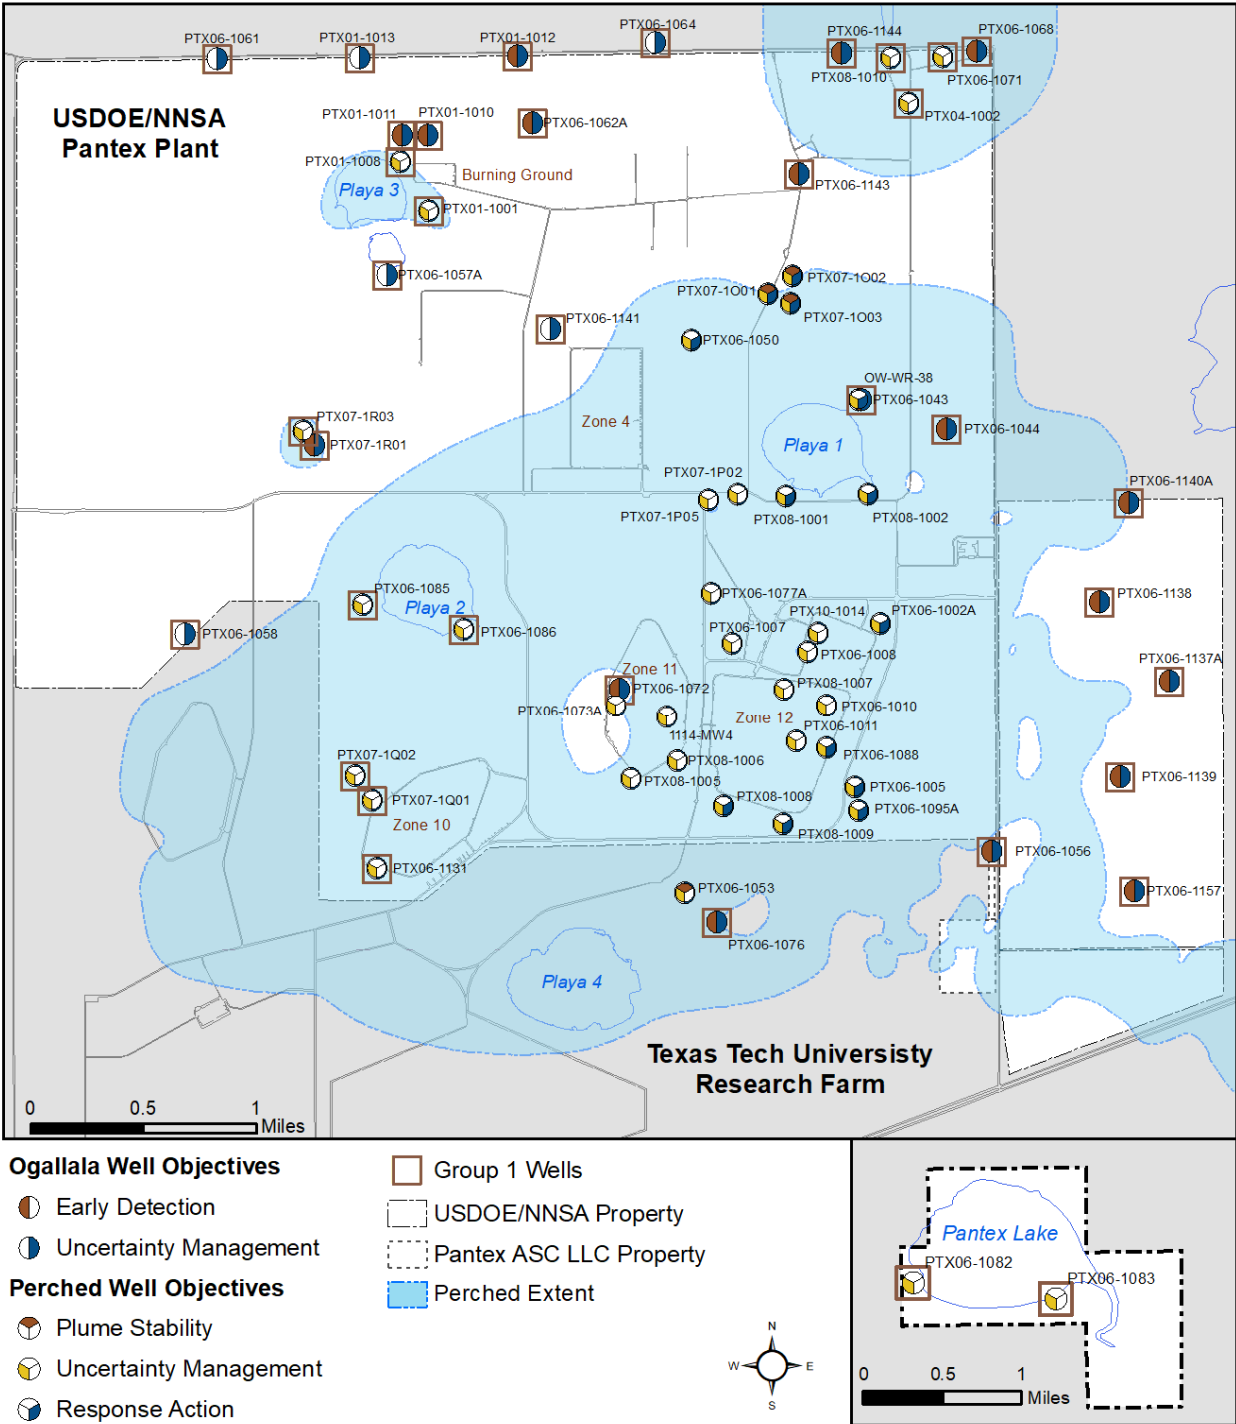 PTX06-1064
PTX06-1061
PTX01-1013
PTX01-1012
PTX06-1144
PTX06-1068
PTX08-1010
PTX06-1071
PTX04-1002
USDOE/NNSA
Pantex Plant
PTX01-1011
PTX01-1010
PTX06-1062A
PTX01-1008
Burning Ground
Playa 3
PTX06-1143
PTX01-1001
PTX06-1057A
PTX07-1O02
PTX07-1O01
PTX07-1O03
PTX06-1141
PTX06-1050
OW-WR-38
PTX06-1043
PTX07-1R03
Zone 4
PTX06-1044
PTX07-1R01
Playa 1
PTX07-1P02
PTX06-1140A
PTX07-1P05
PTX08-1001
PTX08-1002
PTX06-1085
Playa 2
PTX06-1077A
PTX06-1138
PTX10-1014
PTX06-1002A
PTX06-1058
PTX06-1086
PTX06-1007
PTX06-1008
PTX06-1137A
Zone 11
PTX06-1072
PTX08-1007
PTX06-1073A
PTX06-1010
Zone 12
PTX06-1011
1114-MW4
PTX07-1Q02
PTX08-1006
PTX06-1088
PTX08-1005
PTX06-1139
PTX06-1005
PTX07-1Q01
PTX08-1008
PTX06-1095A
Zone 10
PTX08-1009
PTX06-1056
PTX06-1131
PTX06-1053
PTX06-1157
PTX06-1076
Playa 4
Texas Tech Universisty
Research Farm
0 0.5 1
Miles
Ogallala Well Objectives
Early Detection
Uncertainty Management
Perched Well Objectives
Plume Stability
Uncertainty Management
Response Action
Group 1 Wells
USDOE/NNSA Property
Pantex ASC LLC Property
Perched Extent
N
W E
S
Pantex Lake
PTX06-1082
PTX06-1083
0 0.5 1
Miles